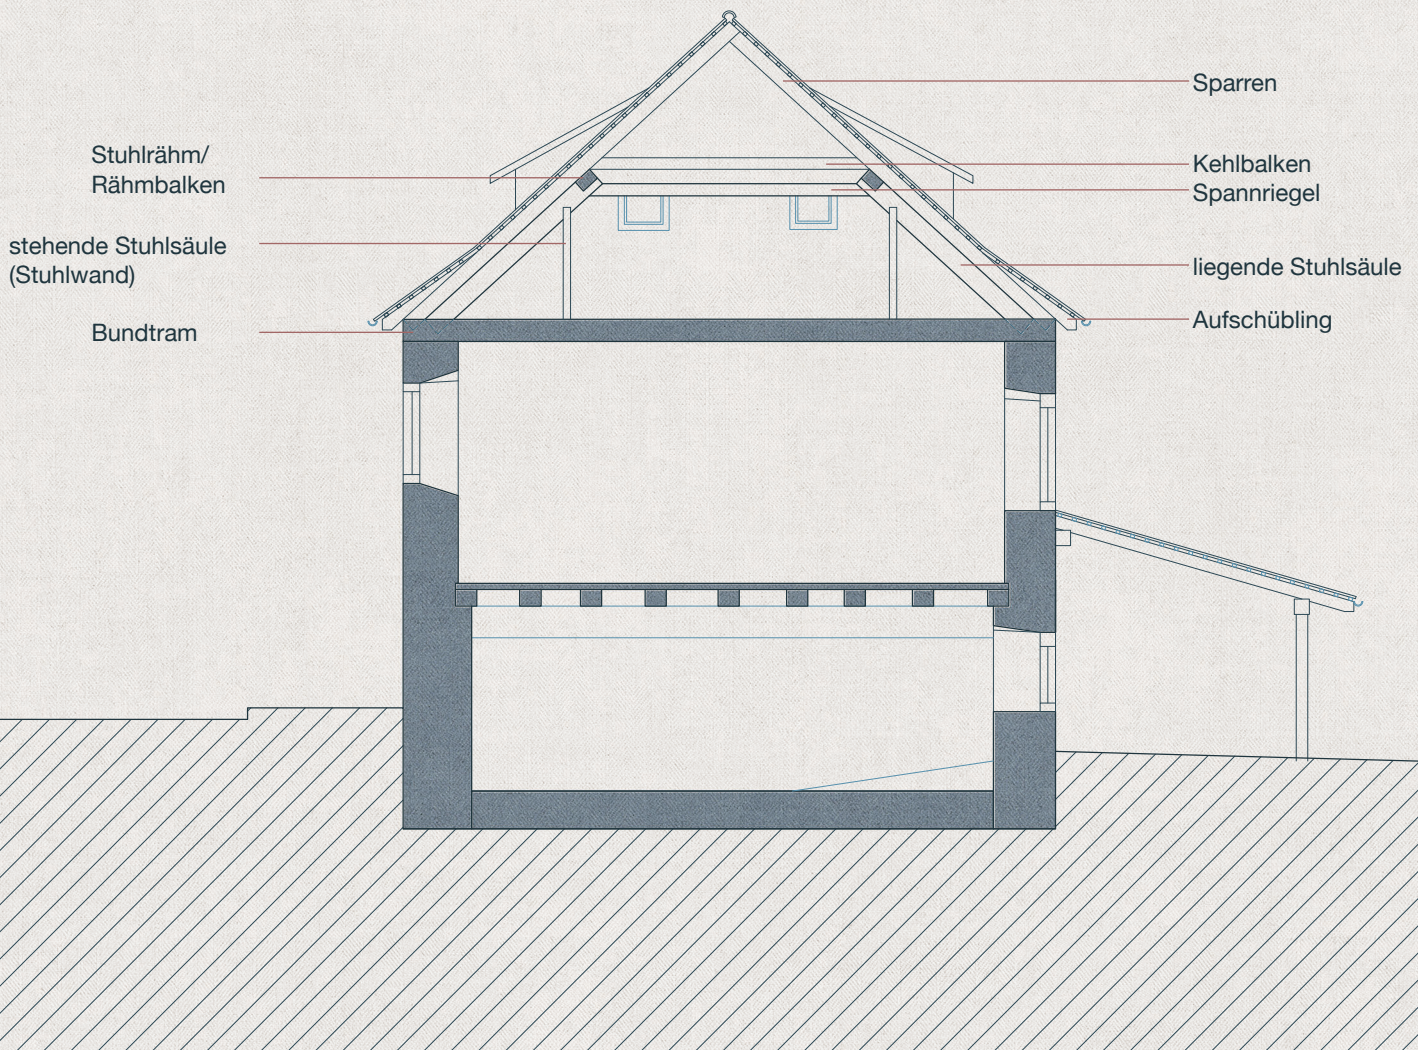 Stuhlrähm/
Rähmbalken
stehende Stuhlsäule
(Stuhlwand)
Bundtram
Sparren
Kehlbalken
Spannriegel
liegende Stuhlsäule
Aufschübling